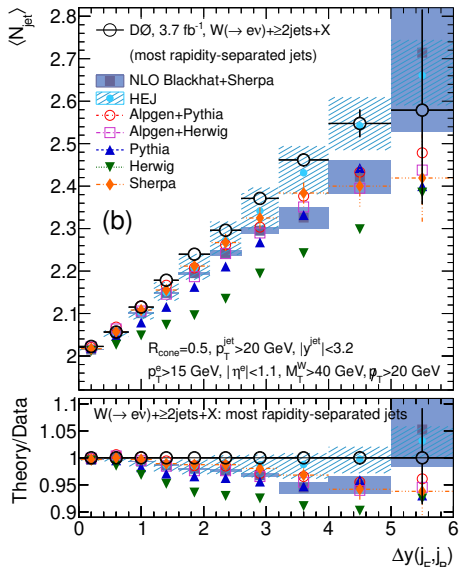 ⟨N_jet⟩
DØ, 3.7 fb⁻¹, W(→ eν)+≥2jets+X
(most rapidity-separated jets)
NLO Blackhat+Sherpa
HEJ
Alpgen+Pythia
Alpgen+Herwig
Pythia
Herwig
Sherpa
2.8
2.7
2.6
2.5
2.4
2.3
2.2
2.1
2
(b)
R_cone=0.5, p_T^jet>20 GeV, |y^jet|<3.2
p_T^e>15 GeV, |η^e|<1.1, M_T^W>40 GeV, p̸_T>20 GeV
Theory/Data
W(→ eν)+≥2jets+X: most rapidity-separated jets
1.1
1.05
1.00
0.95
0.9
0 1 2 3 4 5 6
Δy(j_F,j_B)